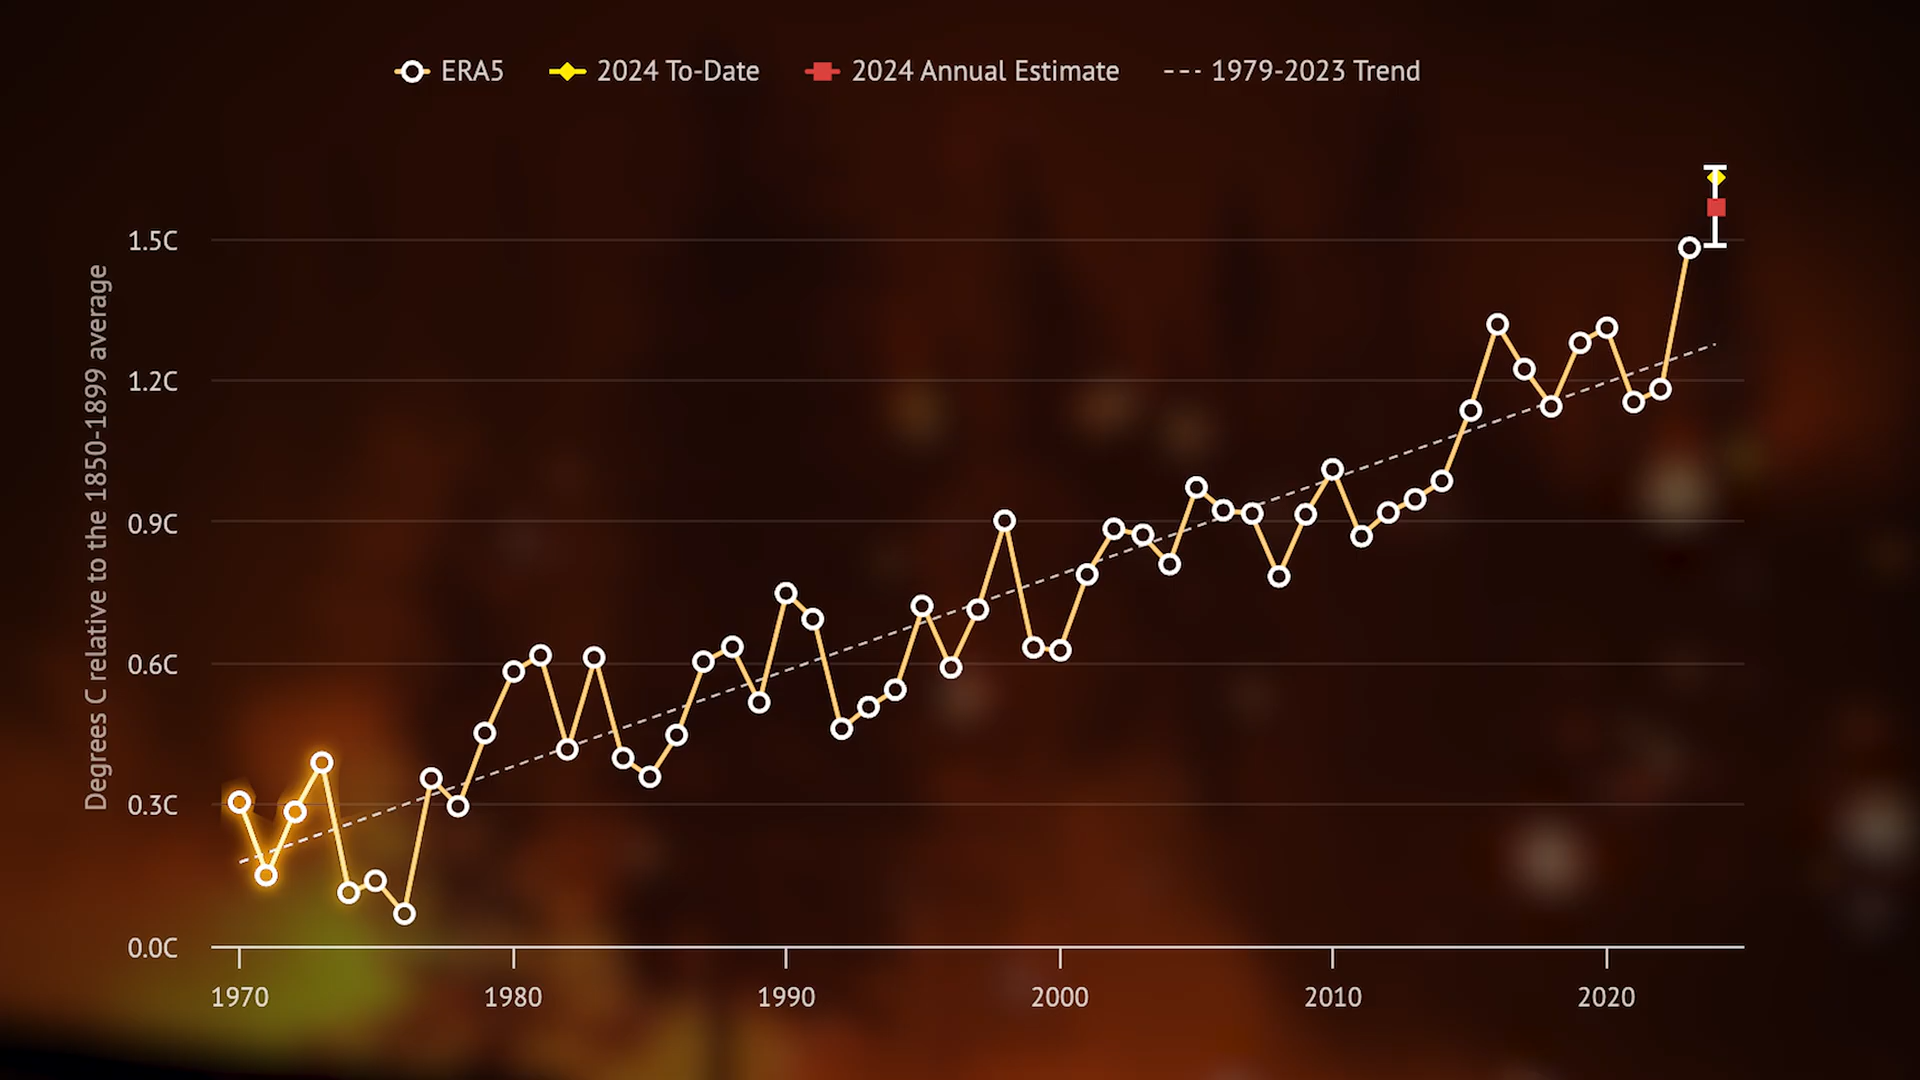 ERA5
2024 To-Date
2024 Annual Estimate
1979-2023 Trend
Degrees C relative to the 1850-1899 average
1.5C
1.2C
0.9C
0.6C
0.3C
0.0C
1970
1980
1990
2000
2010
2020